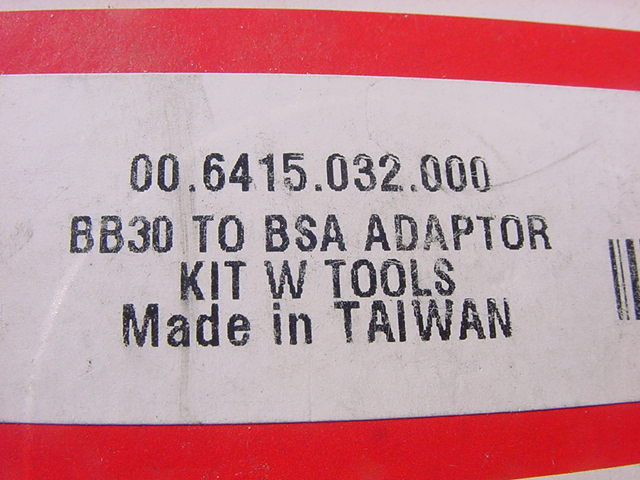 00.6415.032.000
BB30 TO BSA ADAPTOR
KIT W TOOLS
Made in TAIWAN